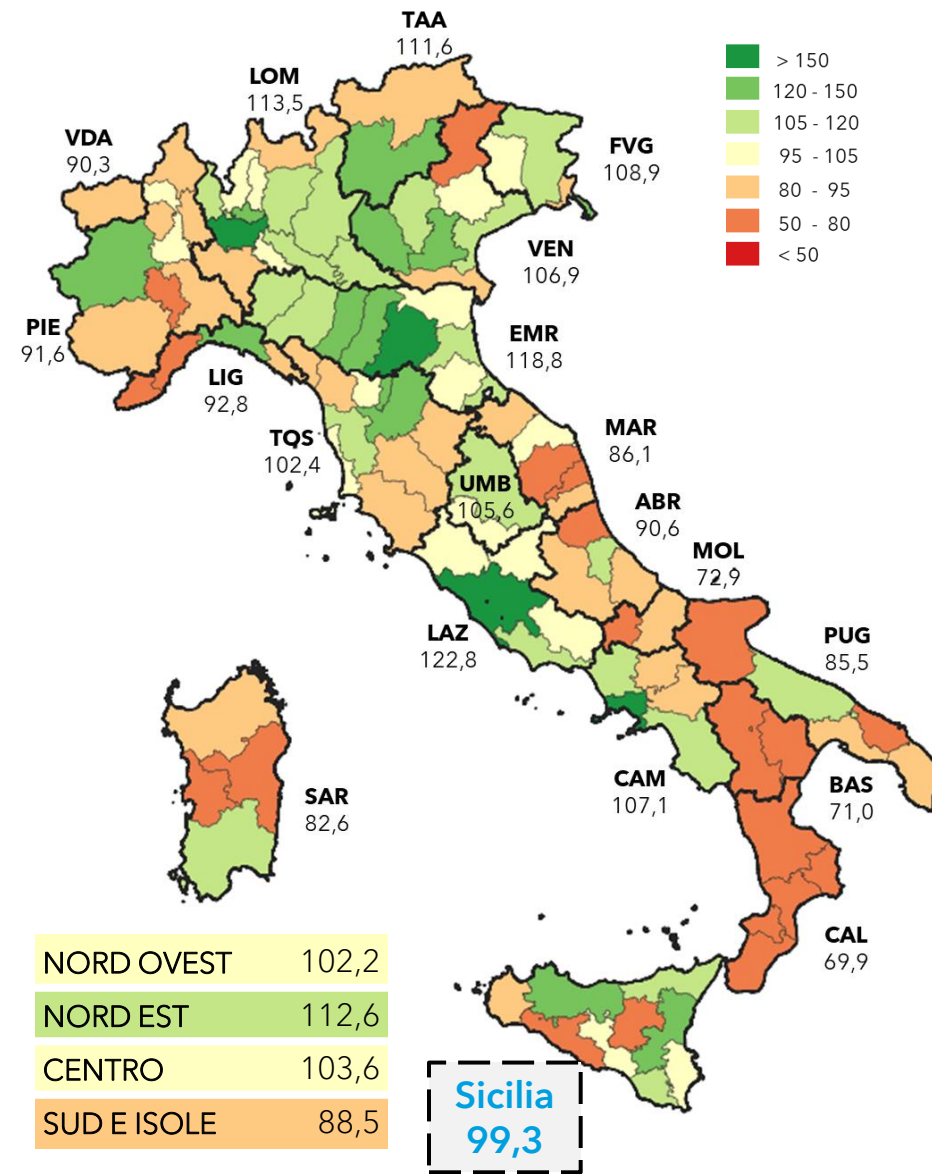 TAA
111,6
LOM
113,5
VDA
90,3
FVG
108,9
VEN
106,9
PIE
91,6
LIG
92,8
EMR
118,8
TOS
102,4
MAR
86,1
UMB
105,6
ABR
90,6
MOL
72,9
LAZ
122,8
PUG
85,5
CAM
107,1
BAS
71,0
SAR
82,6
CAL
69,9
> 150
120 - 150
105 - 120
95 - 105
80 - 95
50 - 80
< 50
NORD OVEST 102,2
NORD EST 112,6
CENTRO 103,6
SUD E ISOLE 88,5
Sicilia
99,3